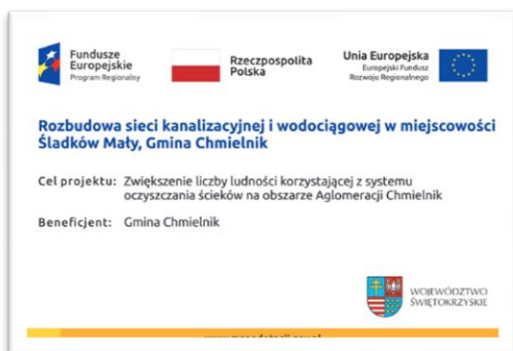 Fundusze
Europejskie
Program Regionalny
Rzeczpospolita
Polska
Unia Europejska
Europejski Fundusz
Rozwoju Regionalnego
Rozbudowa sieci kanalizacyjnej i wodociągowej w miejscowości
Śladków Mały, Gmina Chmielnik
Cel projektu: Zwiększenie liczby ludności korzystającej z systemu
oczyszczania ścieków na obszarze Aglomeracji Chmielnik
Beneficjent: Gmina Chmielnik
WOJEWÓDZTWO
ŚWIĘTOKRZYSKIE